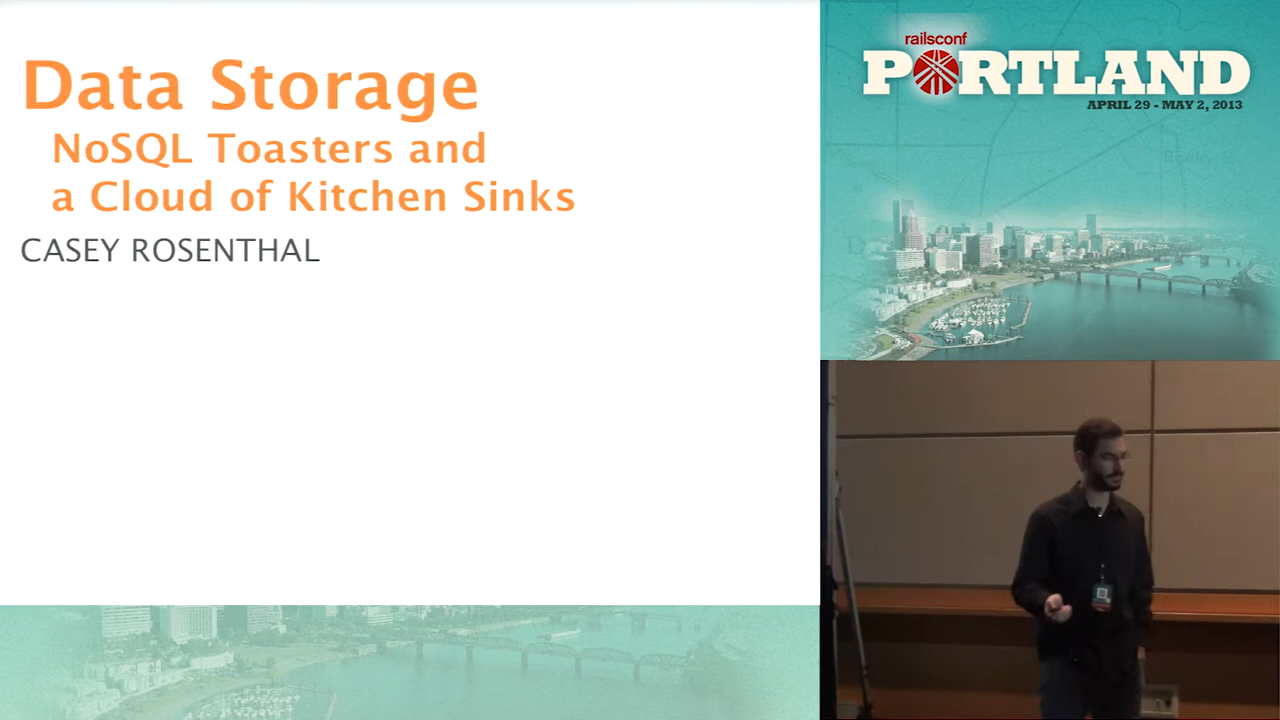 Data Storage
NoSQL Toasters and
a Cloud of Kitchen Sinks
CASEY ROSENTHAL
railsconf
PORTLAND
APRIL 29 - MAY 2, 2013